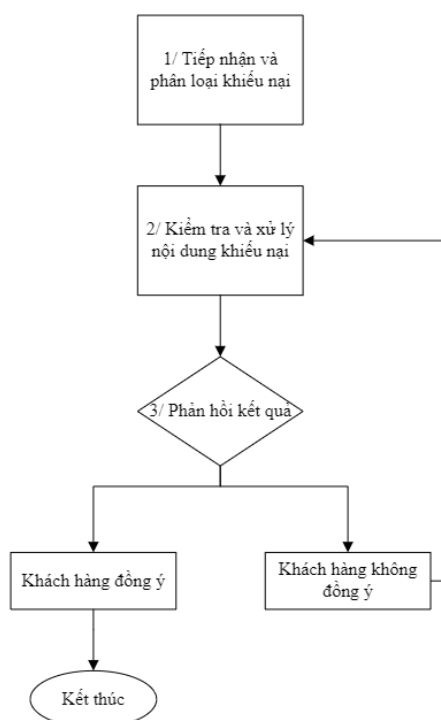 1/ Tiếp nhận và
phân loại khiếu nại
2/ Kiểm tra và xử lý
nội dung khiếu nại
3/ Phản hồi kết quả
Khách hàng đồng ý
Khách hàng không
đồng ý
Kết thúc